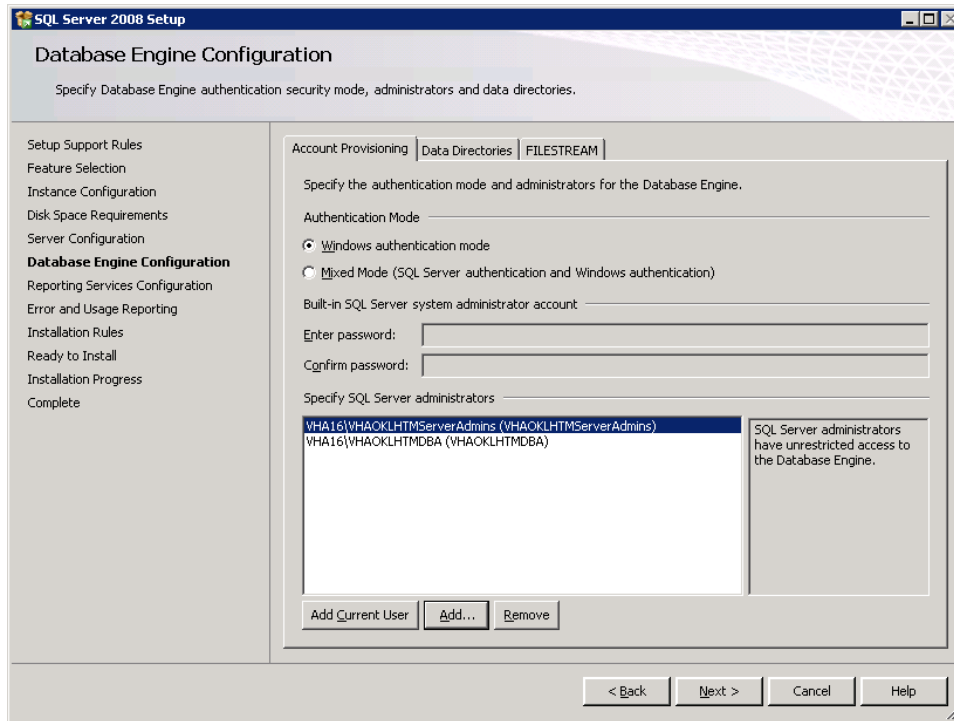 SQL Server 2008 Setup
Database Engine Configuration
Specify Database Engine authentication security mode, administrators and data directories.
Setup Support Rules
Feature Selection
Instance Configuration
Disk Space Requirements
Server Configuration
Database Engine Configuration
Reporting Services Configuration
Error and Usage Reporting
Installation Rules
Ready to Install
Installation Progress
Complete
Account Provisioning Data Directories FILESTREAM
Specify the authentication mode and administrators for the Database Engine.
Authentication Mode
Windows authentication mode
Mixed Mode (SQL Server authentication and Windows authentication)
Built-in SQL Server system administrator account
Enter password:
Confirm password:
Specify SQL Server administrators
VHA16\VHAOKLHTMServerAdmins (VHAOKLHTMServerAdmins)
VHA16\VHAOKLHTMDBA (VHAOKLHTMDBA)
SQL Server administrators
have unrestricted access to
the Database Engine.
Add Current User Add... Remove
< Back Next > Cancel Help